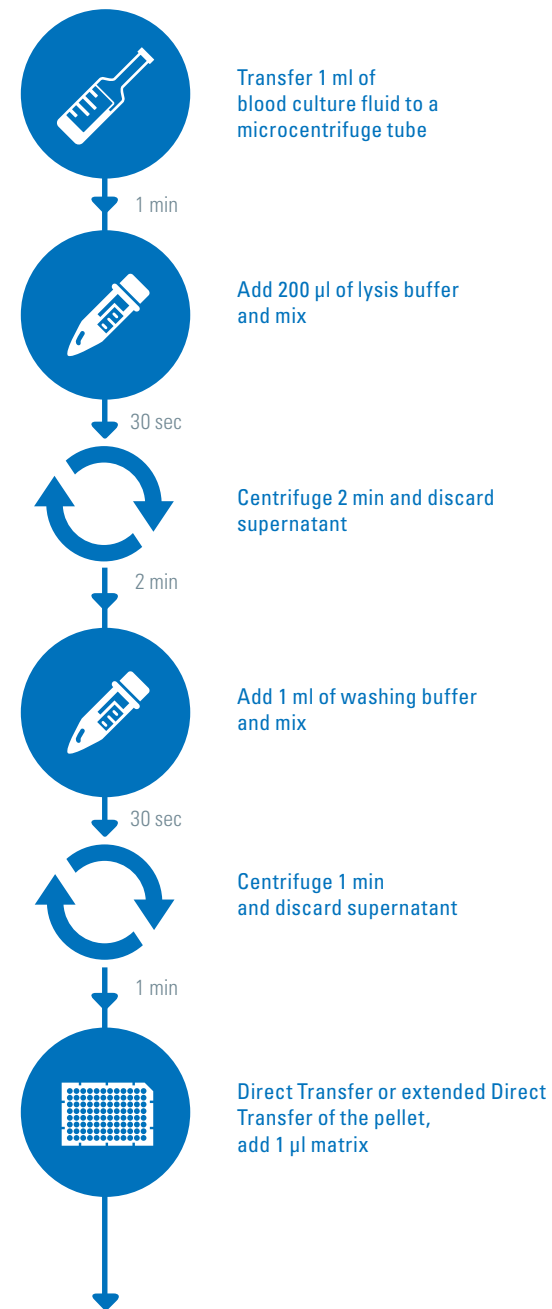 Transfer 1 ml of
blood culture fluid to a
microcentrifuge tube
1 min
Add 200 µl of lysis buffer
and mix
30 sec
Centrifuge 2 min and discard
supernatant
2 min
Add 1 ml of washing buffer
and mix
30 sec
Centrifuge 1 min
and discard supernatant
1 min
Direct Transfer or extended Direct
Transfer of the pellet,
add 1 µl matrix